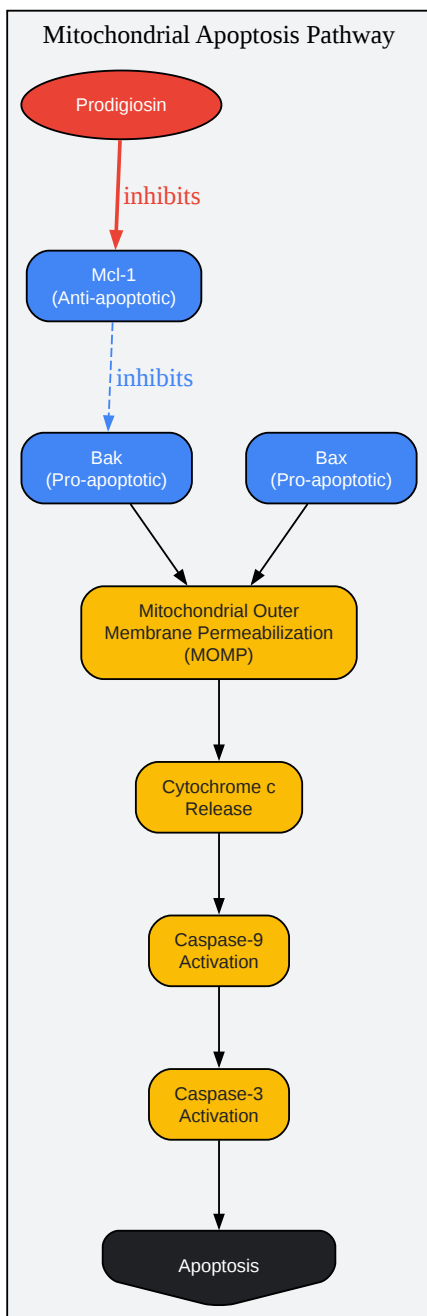 Mitochondrial Apoptosis Pathway
Prodigiosin
inhibits
Mcl-1
(Anti-apoptotic)
inhibits
Bak
(Pro-apoptotic)
Bax
(Pro-apoptotic)
Mitochondrial Outer
Membrane Permeabilization
(MOMP)
Cytochrome c
Release
Caspase-9
Activation
Caspase-3
Activation
Apoptosis